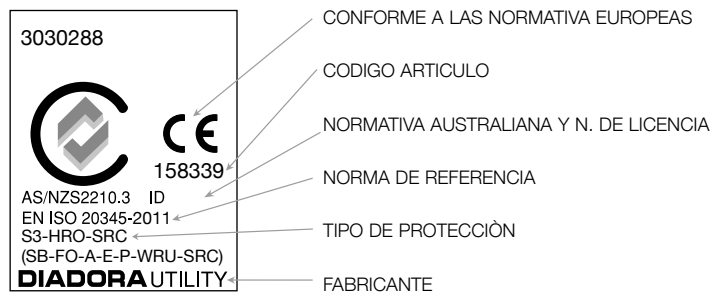 3030288
CE
158339
AS/NZS2210.3 ID
EN ISO 20345-2011
S3-HRO-SRC
(SB-FO-A-E-P-WRU-SRC)
DIADORA UTILITY
CONFORME A LAS NORMATIVA EUROPEAS
CODIGO ARTICULO
NORMATIVA AUSTRALIANA Y N. DE LICENCIA
NORMA DE REFERENCIA
TIPO DE PROTECCIÒN
FABRICANTE